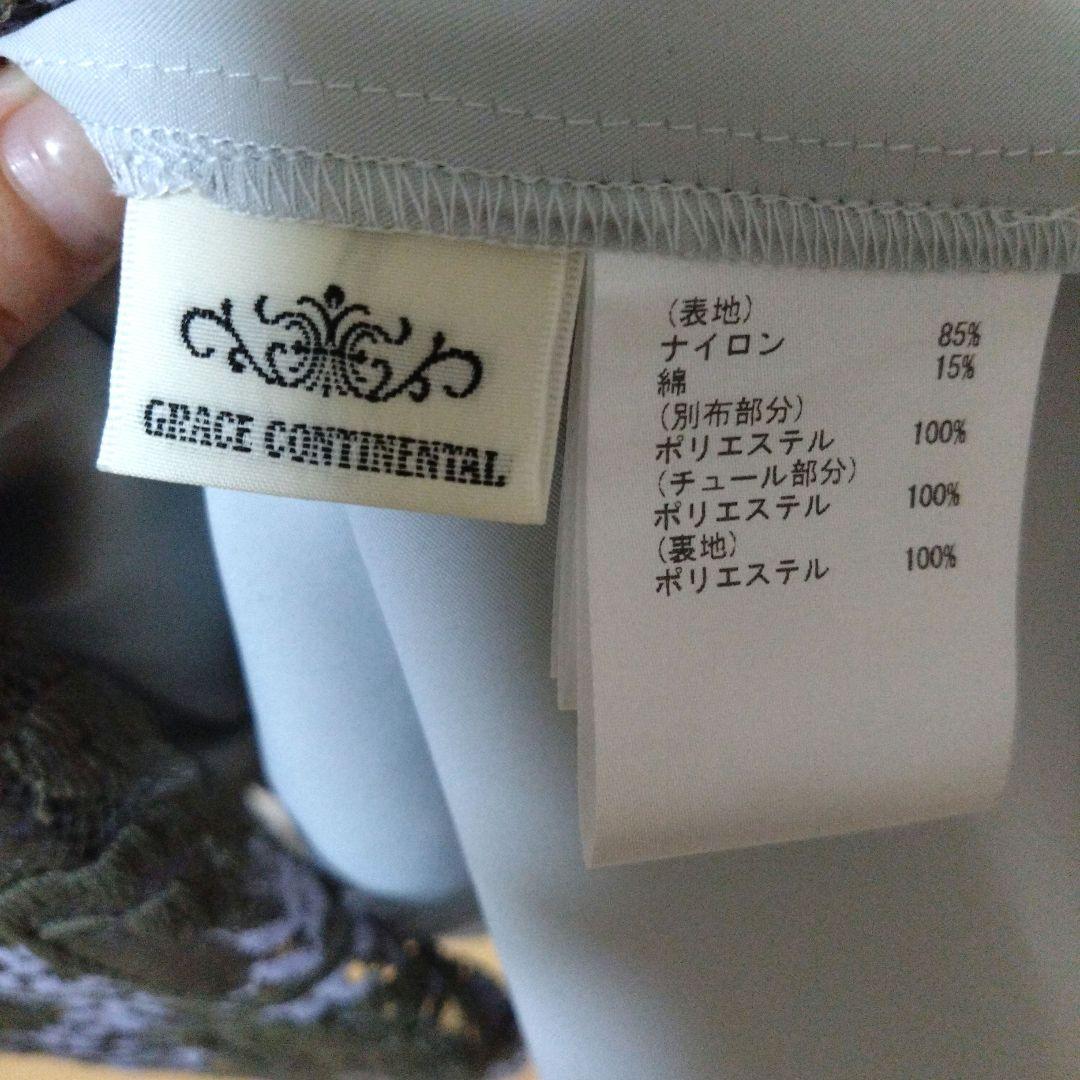 GRACE CONTINENTAL
(表地)
ナイロン 85%
綿 15%
(別布部分)
ポリエステル 100%
(チュール部分)
ポリエステル 100%
(裏地)
ポリエステル 100%